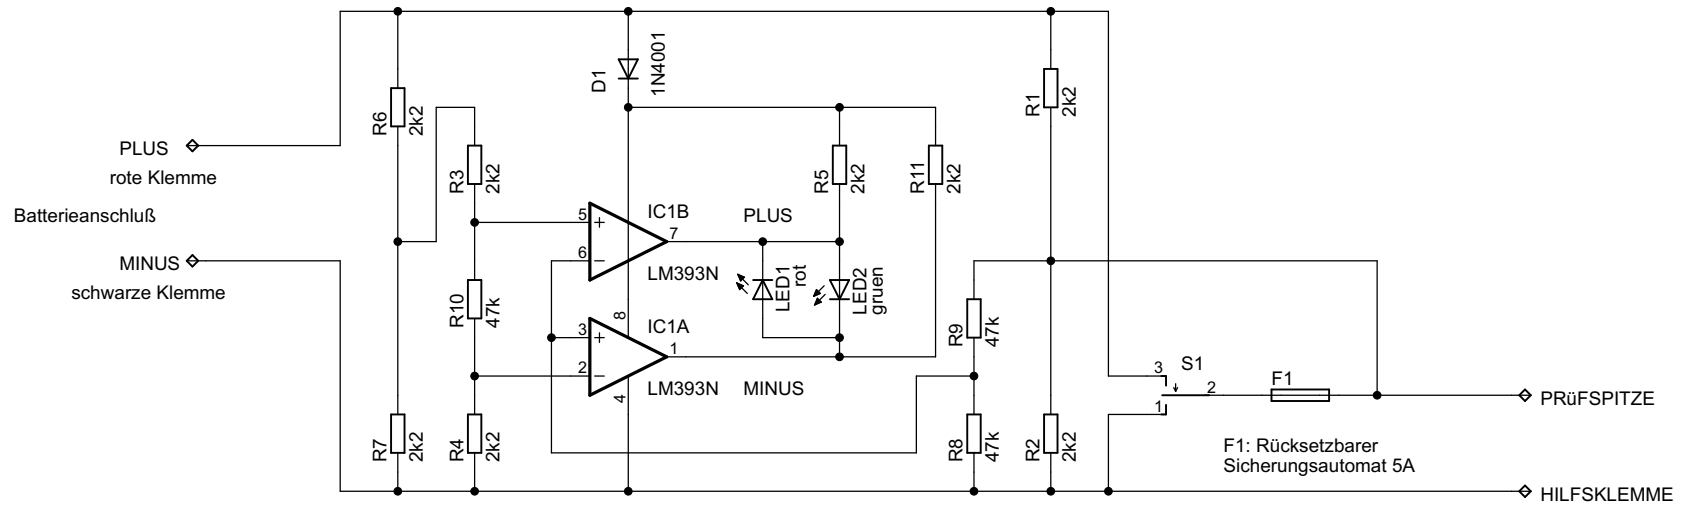 D1
1N4001
R6
2k2
R1
2k2
PLUS
rote Klemme
R3
2k2
R5
2k2
R11
2k2
Batterieanschluß
5
+
6
−
IC1B
7
LM393N
PLUS
MINUS
schwarze Klemme
R10
47k
LED1
rot
LED2
gruen
8
3
+
2
−
4
IC1A
1
LM393N
MINUS
R9
47k
3
S1
2
1
F1
PRüFSPITZE
R7
2k2
R4
2k2
R8
47k
R2
2k2
F1: Rücksetzbarer
Sicherungsautomat 5A
HILFSKLEMME